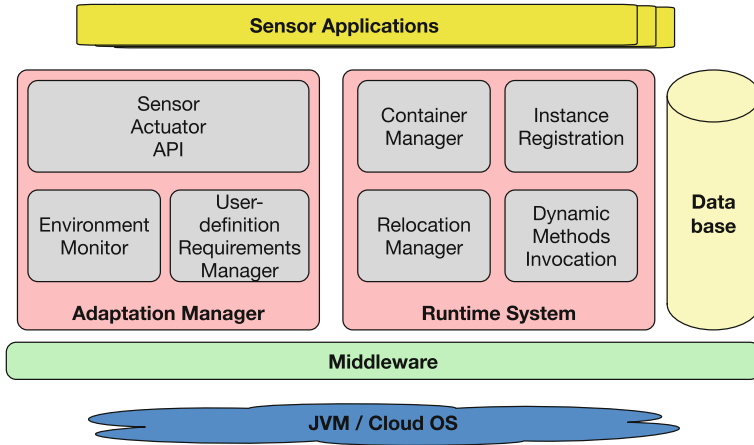 Sensor Applications
Sensor
Actuator
API
Environment
Monitor
User-
definition
Requirements
Manager
Adaptation Manager
Container
Manager
Instance
Registration
Relocation
Manager
Dynamic
Methods
Invocation
Runtime System
Data
base
Middleware
JVM / Cloud OS